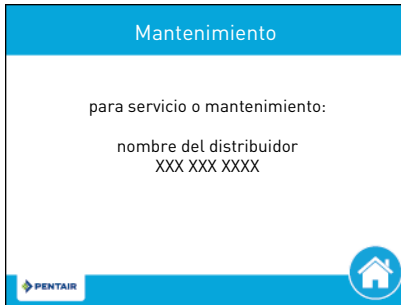 Mantenimiento
para servicio o mantenimiento:
nombre del distribuidor
XXX XXX XXXX
PENTAIR